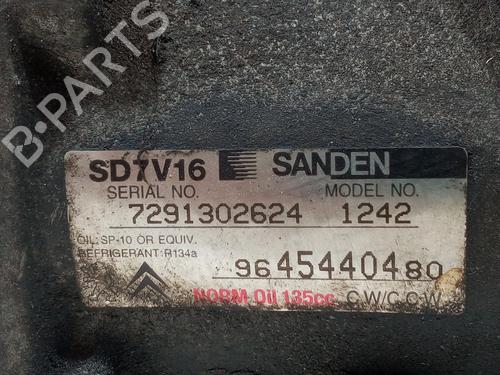 B-PARTS
SD7V16 SANDEN
SERIAL NO. MODEL NO.
7291302624 1242
OIL: SP-10 OR EQUIV.
REFRIGERANT: R134a
9645440480
NORM Oil 135cc C.W/C.C.W.